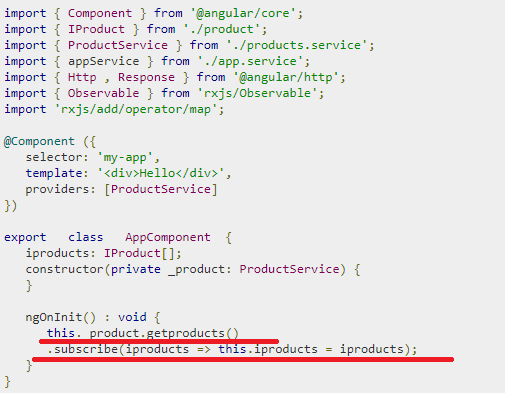 import { Component } from '@angular/core';
import { IProduct } from './product';
import { ProductService } from './products.service';
import { appService } from './app.service';
import { Http , Response } from '@angular/http';
import { Observable } from 'rxjs/Observable';
import 'rxjs/add/operator/map';

@Component ({
   selector: 'my-app',
   template: '<div>Hello</div>',
   providers: [ProductService]
})

export   class   AppComponent  {
   iproducts: IProduct[];
   constructor(private _product: ProductService) {
   }

   ngOnInit() : void {
      this. product.getproducts()
      .subscribe(iproducts => this.iproducts = iproducts);
   }
}